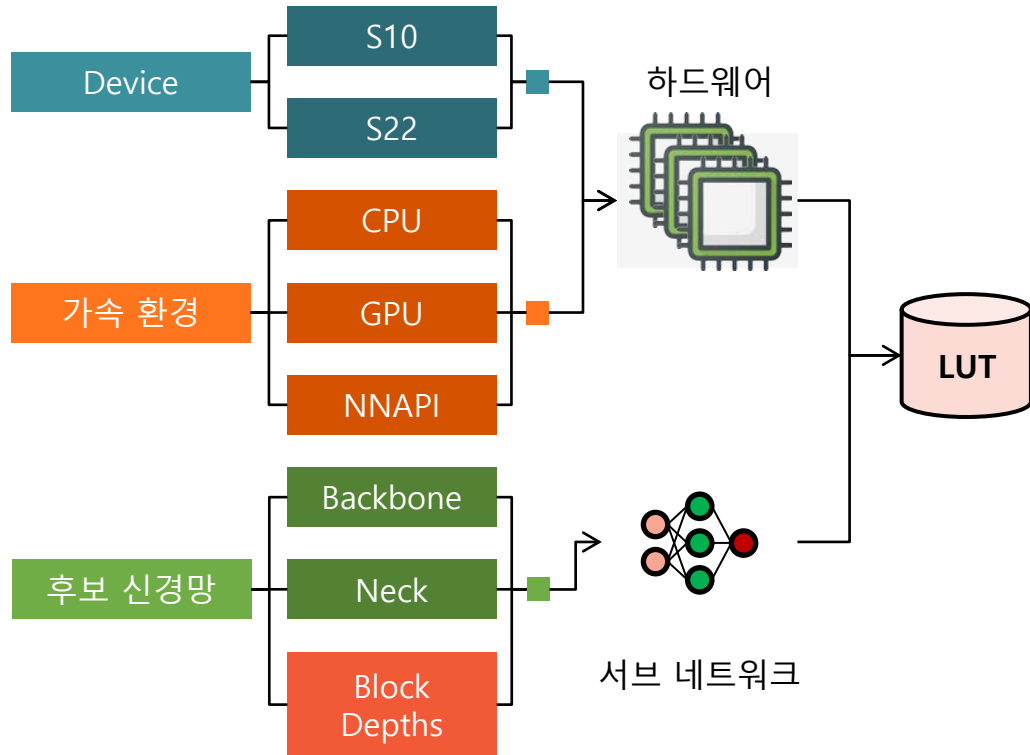 Device
S10
S22
가속 환경
CPU
GPU
NNAPI
후보 신경망
Backbone
Neck
Block
Depths
하드웨어
서브 네트워크
LUT